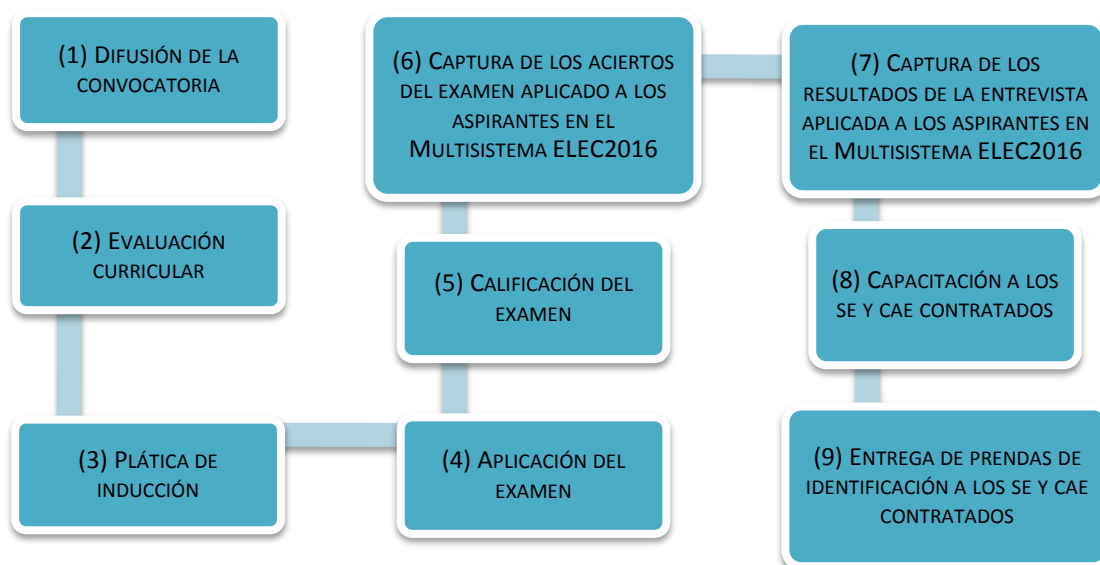 (1) DIFUSIÓN DE LA
CONVOCATORIA
(2) EVALUACIÓN
CURRICULAR
(3) PLÁTICA DE
INDUCCIÓN
(4) APLICACIÓN DEL
EXAMEN
(5) CALIFICACIÓN DEL
EXAMEN
(6) CAPTURA DE LOS ACIERTOS
DEL EXAMEN APLICADO A LOS
ASPIRANTES EN EL
MULTISISTEMA ELEC2016
(7) CAPTURA DE LOS
RESULTADOS DE LA ENTREVISTA
APLICADA A LOS ASPIRANTES EN
EL MULTISISTEMA ELEC2016
(8) CAPACITACIÓN A LOS
SE Y CAE CONTRATADOS
(9) ENTREGA DE PRENDAS DE
IDENTIFICACIÓN A LOS SE Y CAE
CONTRATADOS